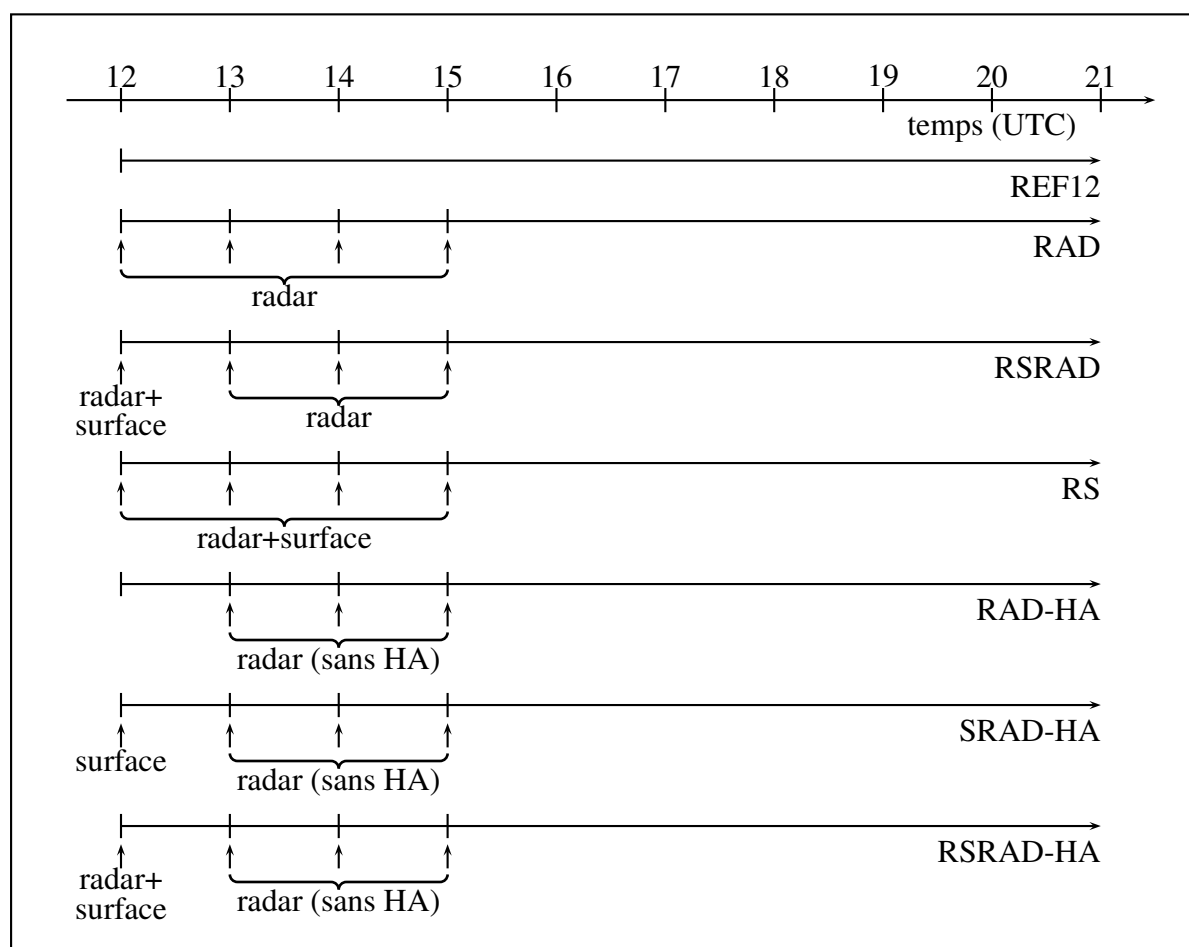 12 13 14 15 16 17 18 19 20 21
temps (UTC)
REF12
RAD
radar
RSRAD
radar+
surface
radar
RS
radar+surface
RAD-HA
radar (sans HA)
SRAD-HA
surface
radar (sans HA)
RSRAD-HA
radar+
surface
radar (sans HA)